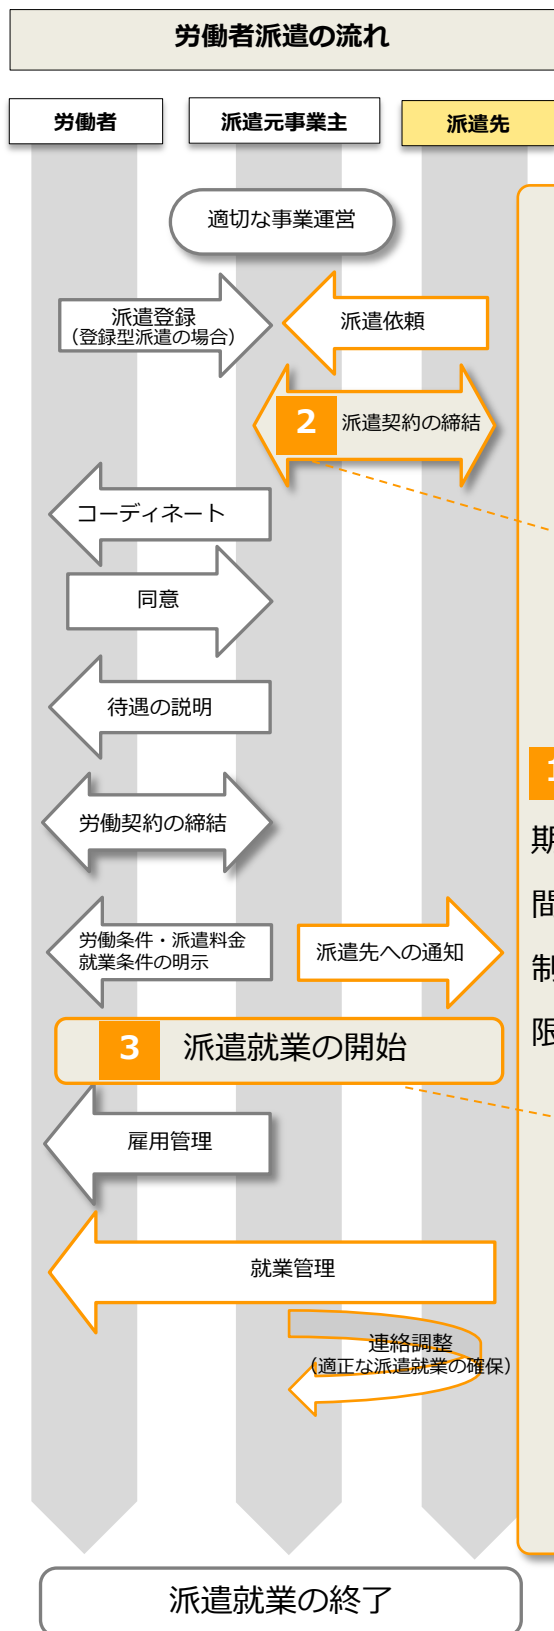 労働者派遣の流れ
労働者
派遣元事業主
派遣先
適切な事業運営
派遣登録
（登録型派遣の場合）
派遣依頼
2
派遣契約の締結
コーディネート
同意
待遇の説明
労働契約の締結
1
期
間
制
限
労働条件・派遣料金
就業条件の明示
派遣先への通知
3
派遣就業の開始
雇用管理
就業管理
連絡調整
（適正な派遣就業の確保）
派遣就業の終了